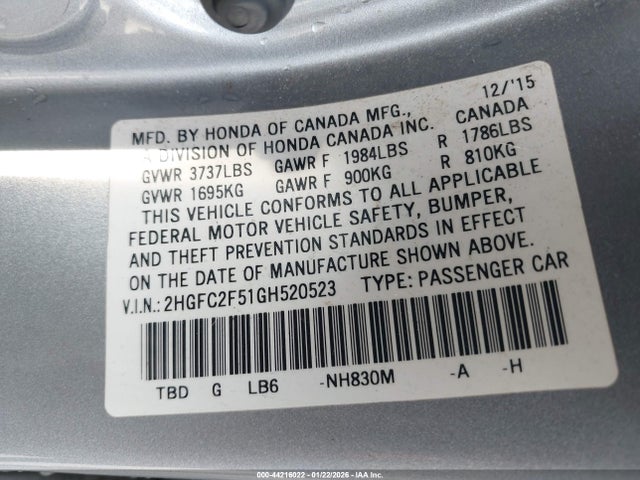 12/'15
MFD. BY HONDA OF CANADA MFG., CANADA
A DIVISION OF HONDA CANADA INC.
GVWR 3737LBS GAWR F 1984LBS R 1786LBS
GVWR 1695KG GAWR F 900KG R 810KG
THIS VEHICLE CONFORMS TO ALL APPLICABLE
FEDERAL MOTOR VEHICLE SAFETY, BUMPER,
AND THEFT PREVENTION STANDARDS IN EFFECT
ON THE DATE OF MANUFACTURE SHOWN ABOVE.
V.I.N.: 2HGFC2F51GH520523 TYPE: PASSENGER CAR
TBD G LB6 -NH830M -A -H
000-44216022 - 01/22/2026 - IAA Inc.